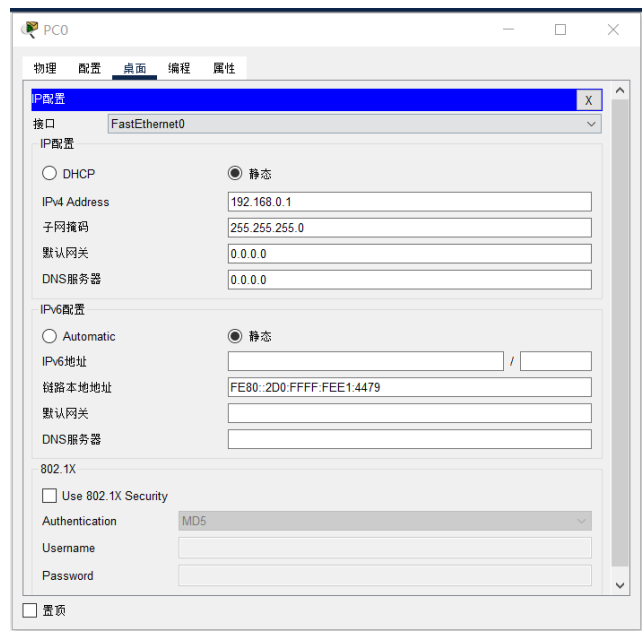 PC0
物理 配置 桌面 编程 属性
IP配置 X
接口 FastEthernet0
IP配置
DHCP 静态
IPv4 Address 192.168.0.1
子网掩码 255.255.255.0
默认网关 0.0.0.0
DNS服务器 0.0.0.0
IPv6配置
Automatic 静态
IPv6地址 /
链路本地地址 FE80::2D0:FFFF:FEE1:4479
默认网关
DNS服务器
802.1X
Use 802.1X Security
Authentication MD5
Username
Password
置顶